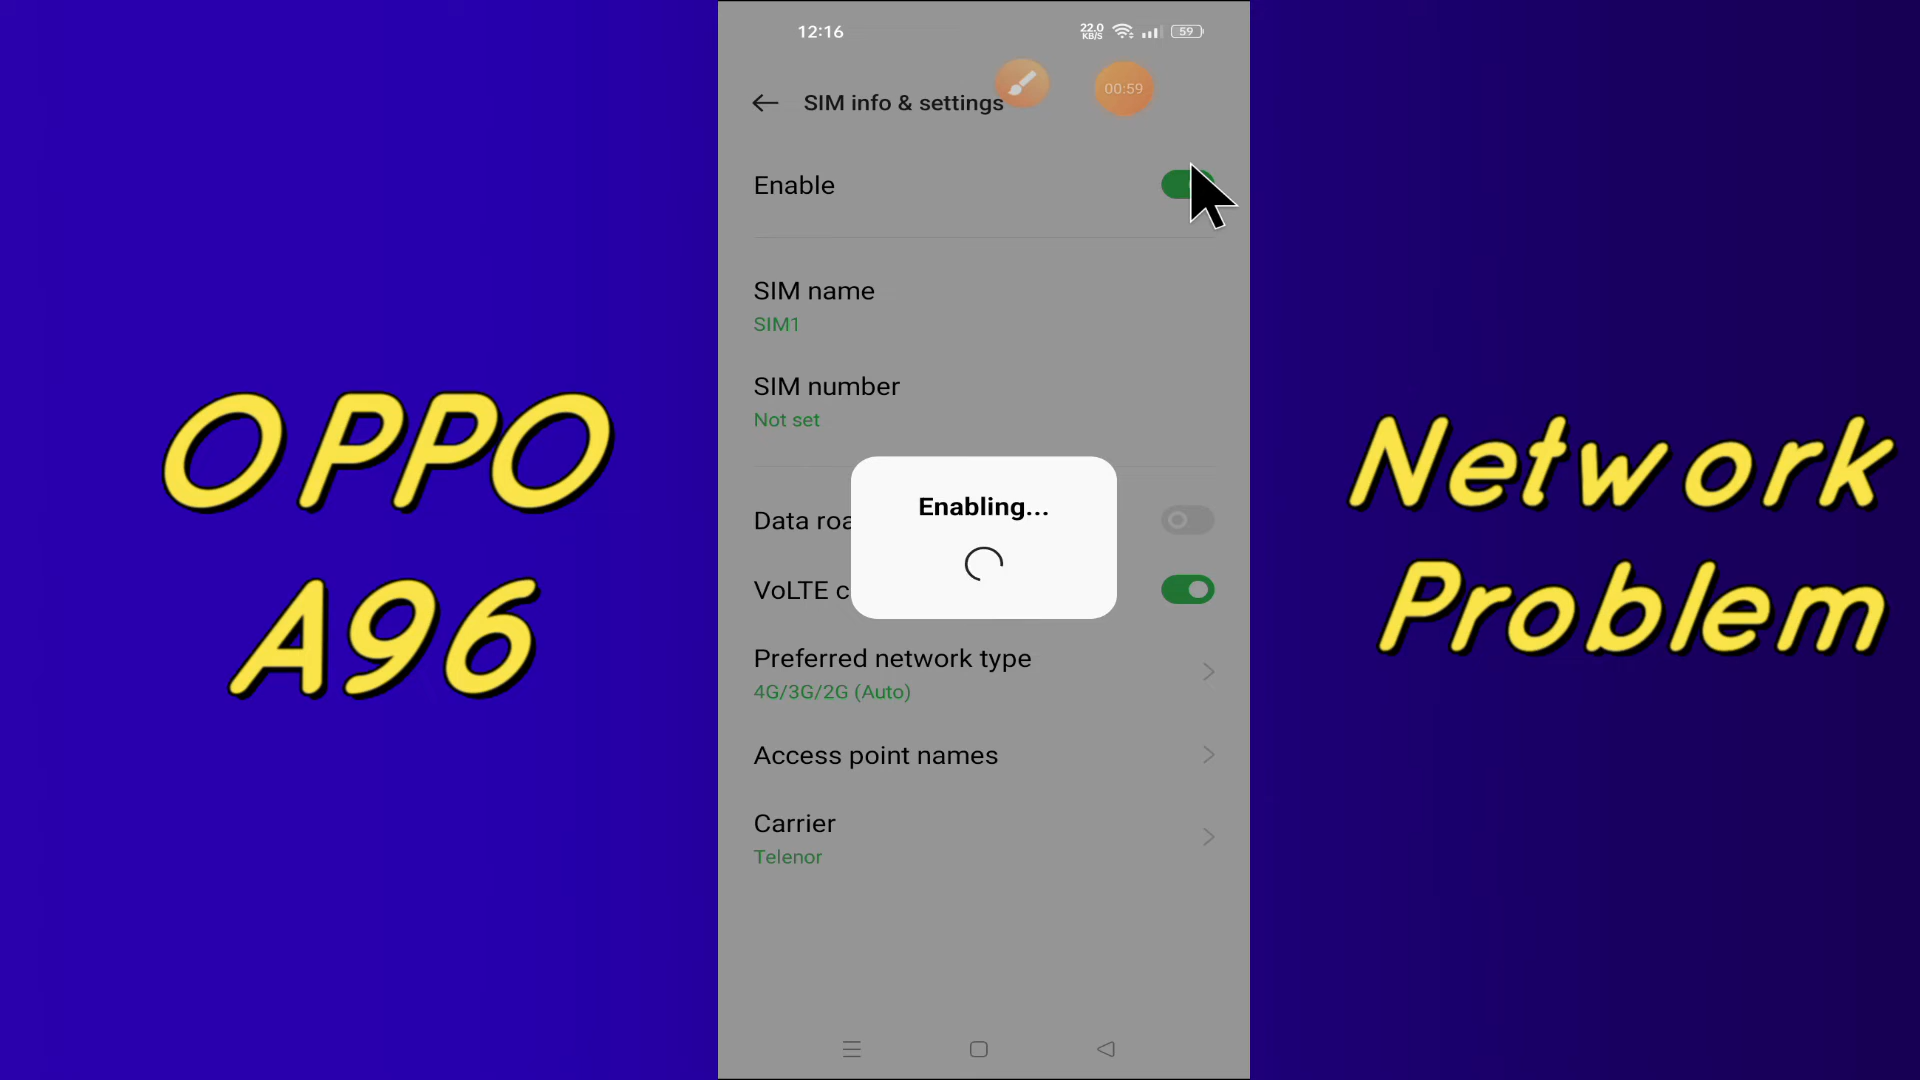 12:16
22.0
KB/S
59
00:59
SIM info & settings
Enable
SIM name
SIM1
SIM number
Not set
Enabling...
Data roa
VoLTE c
Preferred network type
4G/3G/2G (Auto)
Access point names
Carrier
Telenor
OPPO
A96
Network
Problem